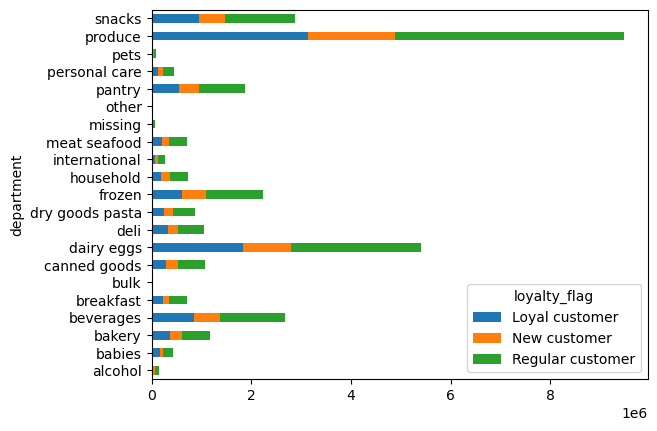 snacks
produce
pets
personal care
pantry
other
missing
meat seafood
international
household
frozen
dry goods pasta
deli
dairy eggs
canned goods
bulk
breakfast
beverages
bakery
babies
alcohol
department
loyalty_flag
Loyal customer
New customer
Regular customer
0 2 4 6 8
1e6